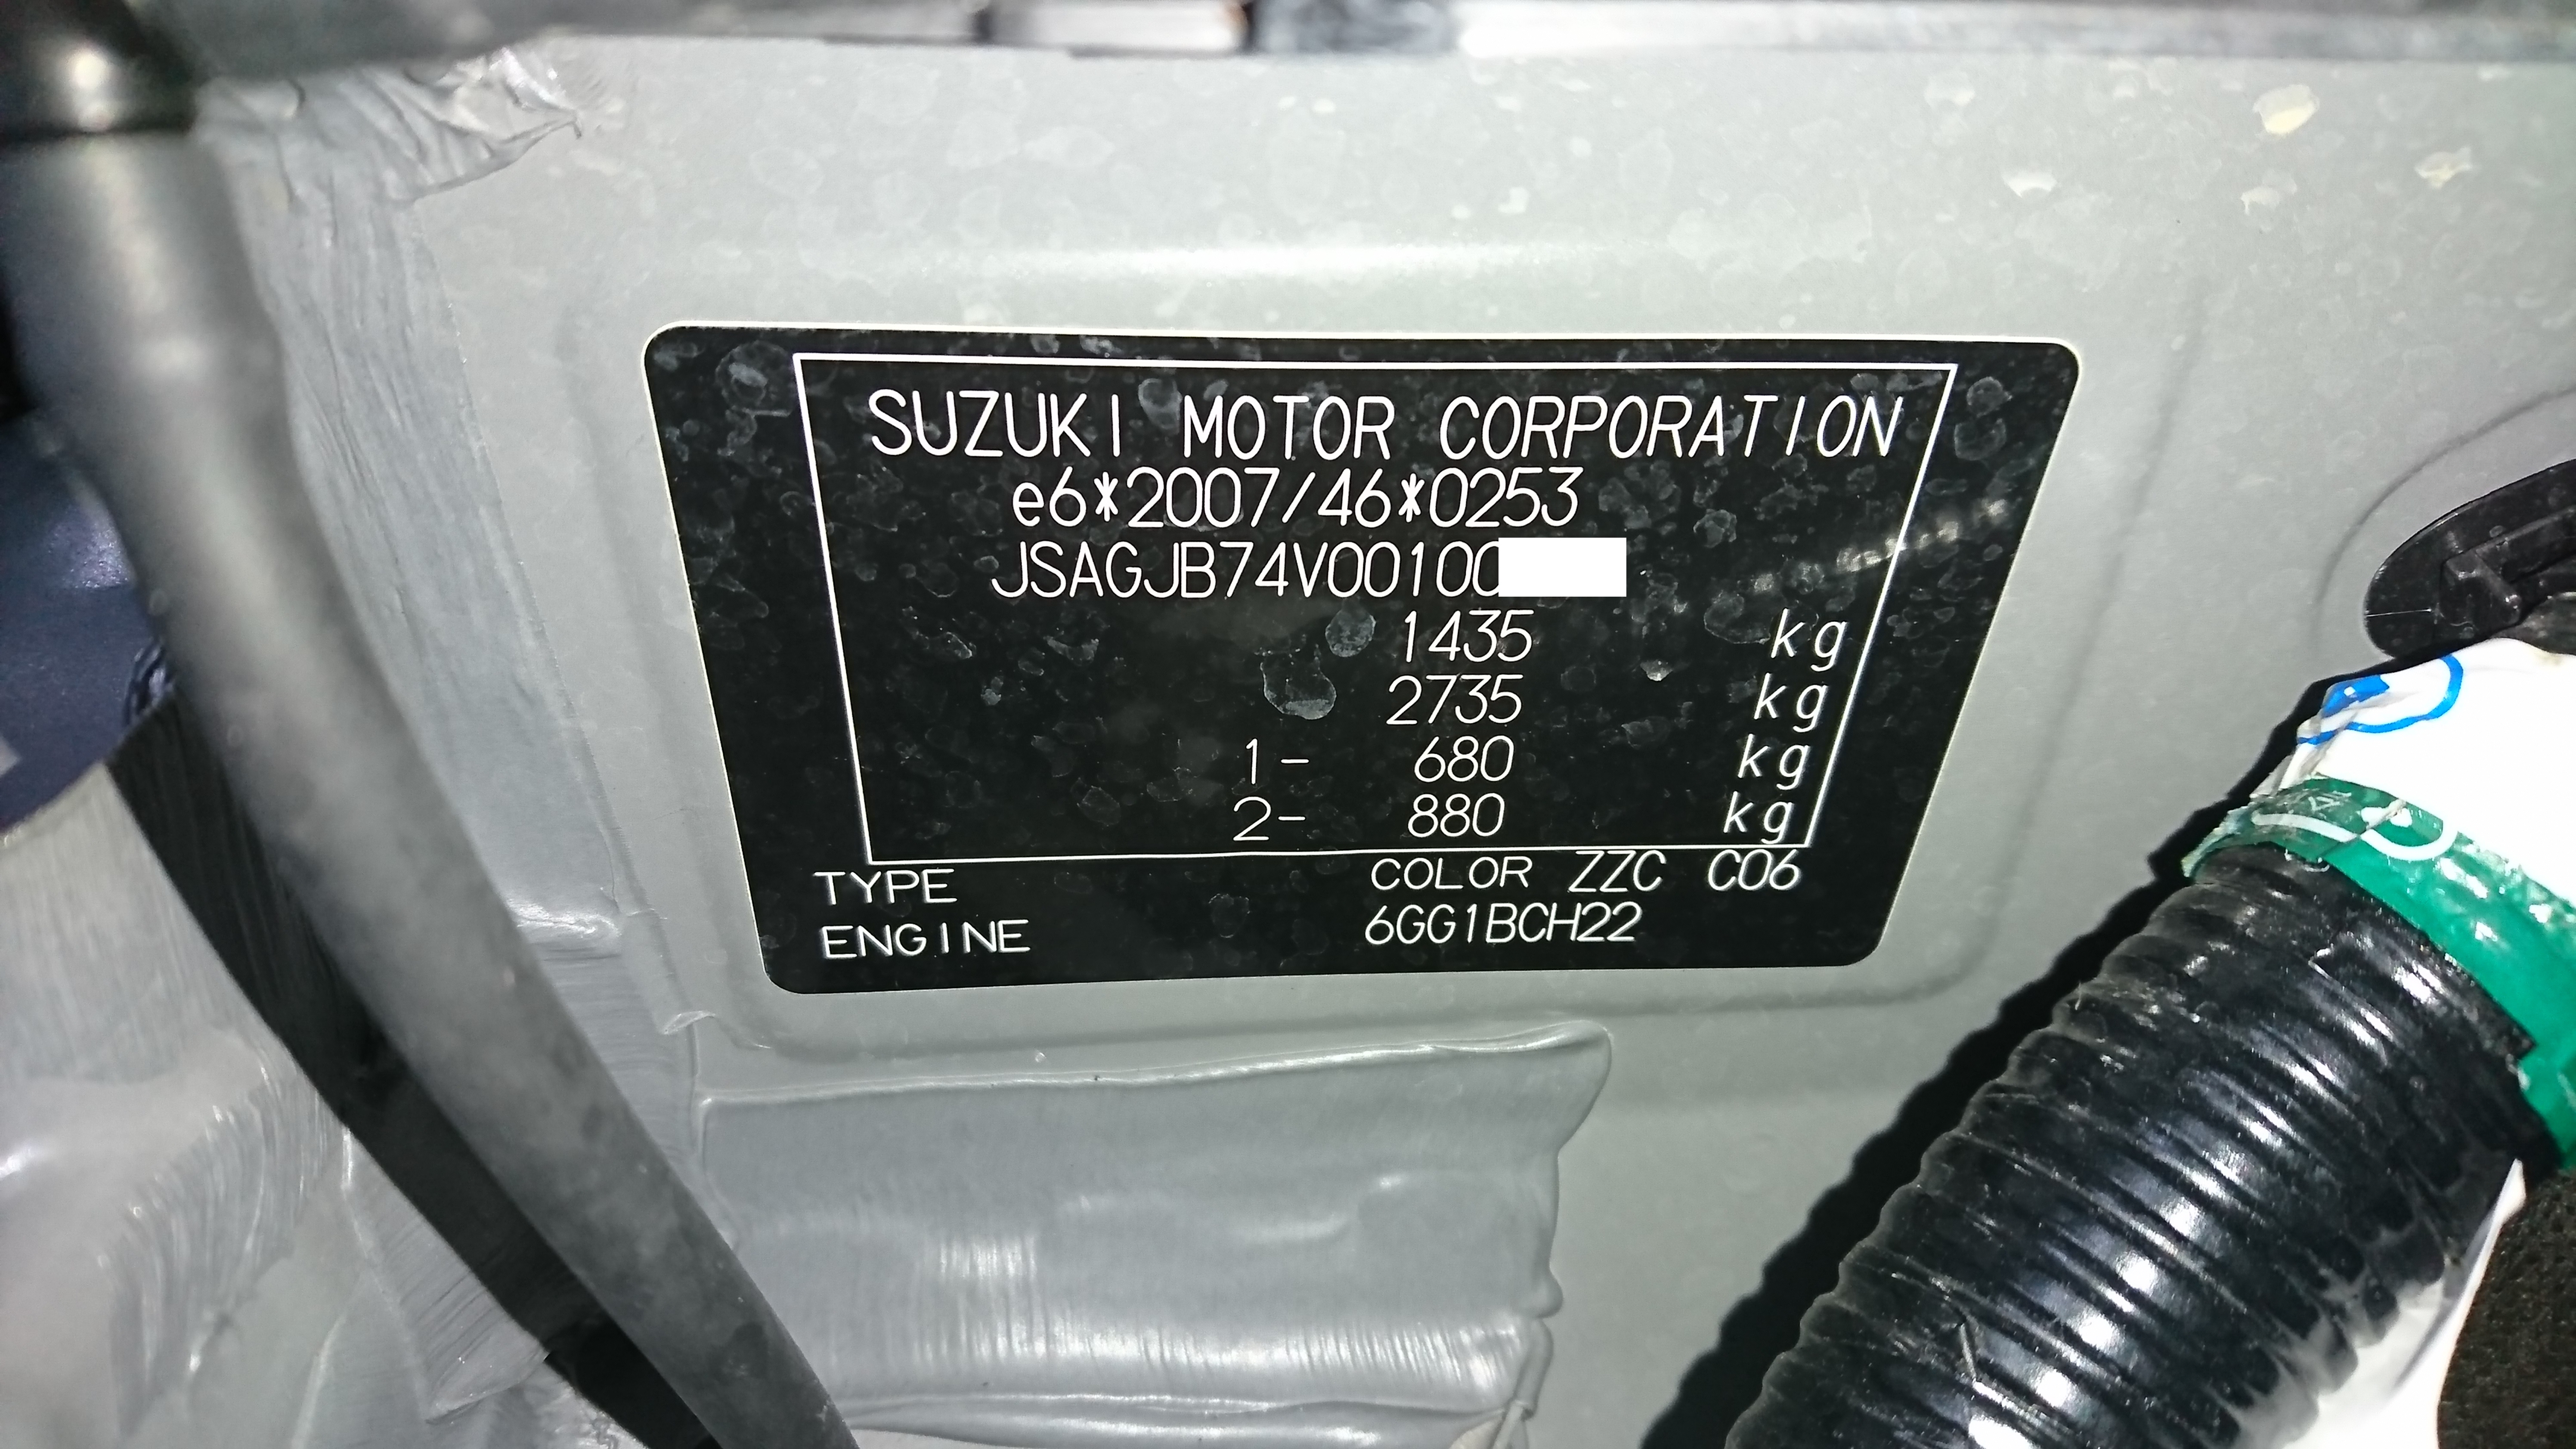 SUZUKI MOTOR CORPORATION
e6*2007/46*0253
JSAGJB74V00100
1435 kg
2735 kg
1- 680 kg
2- 880 kg
TYPE COLOR ZZC C06
ENGINE 6GG1BCH22